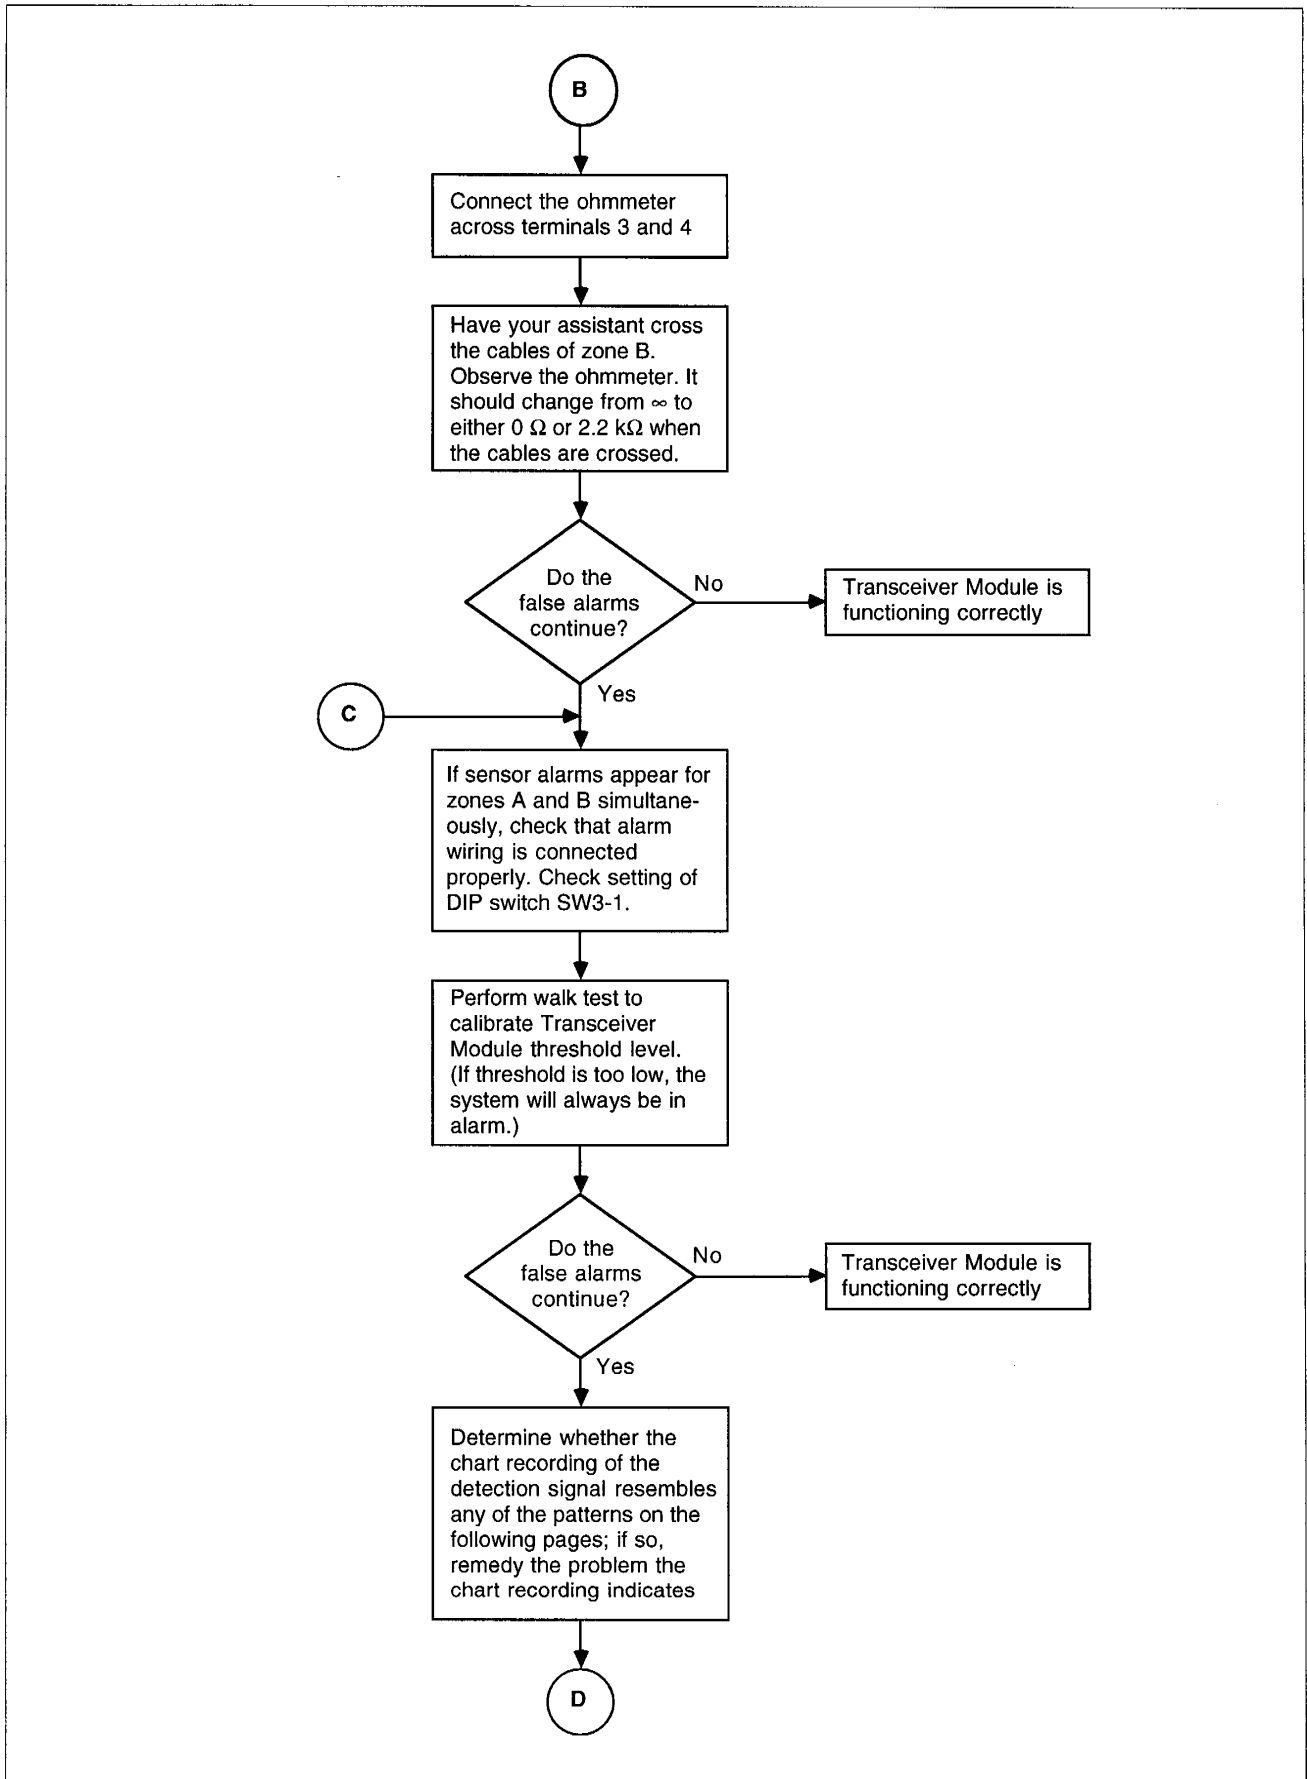 B
Connect the ohmmeter
across terminals 3 and 4
Have your assistant cross
the cables of zone B.
Observe the ohmmeter. It
should change from ∞ to
either 0 Ω or 2.2 kΩ when
the cables are crossed.
Do the
false alarms
continue?
No
Transceiver Module is
functioning correctly
Yes
C
If sensor alarms appear for
zones A and B simultane-
ously, check that alarm
wiring is connected
properly. Check setting of
DIP switch SW3-1.
Perform walk test to
calibrate Transceiver
Module threshold level.
(If threshold is too low, the
system will always be in
alarm.)
Do the
false alarms
continue?
No
Transceiver Module is
functioning correctly
Yes
Determine whether the
chart recording of the
detection signal resembles
any of the patterns on the
following pages; if so,
remedy the problem the
chart recording indicates
D